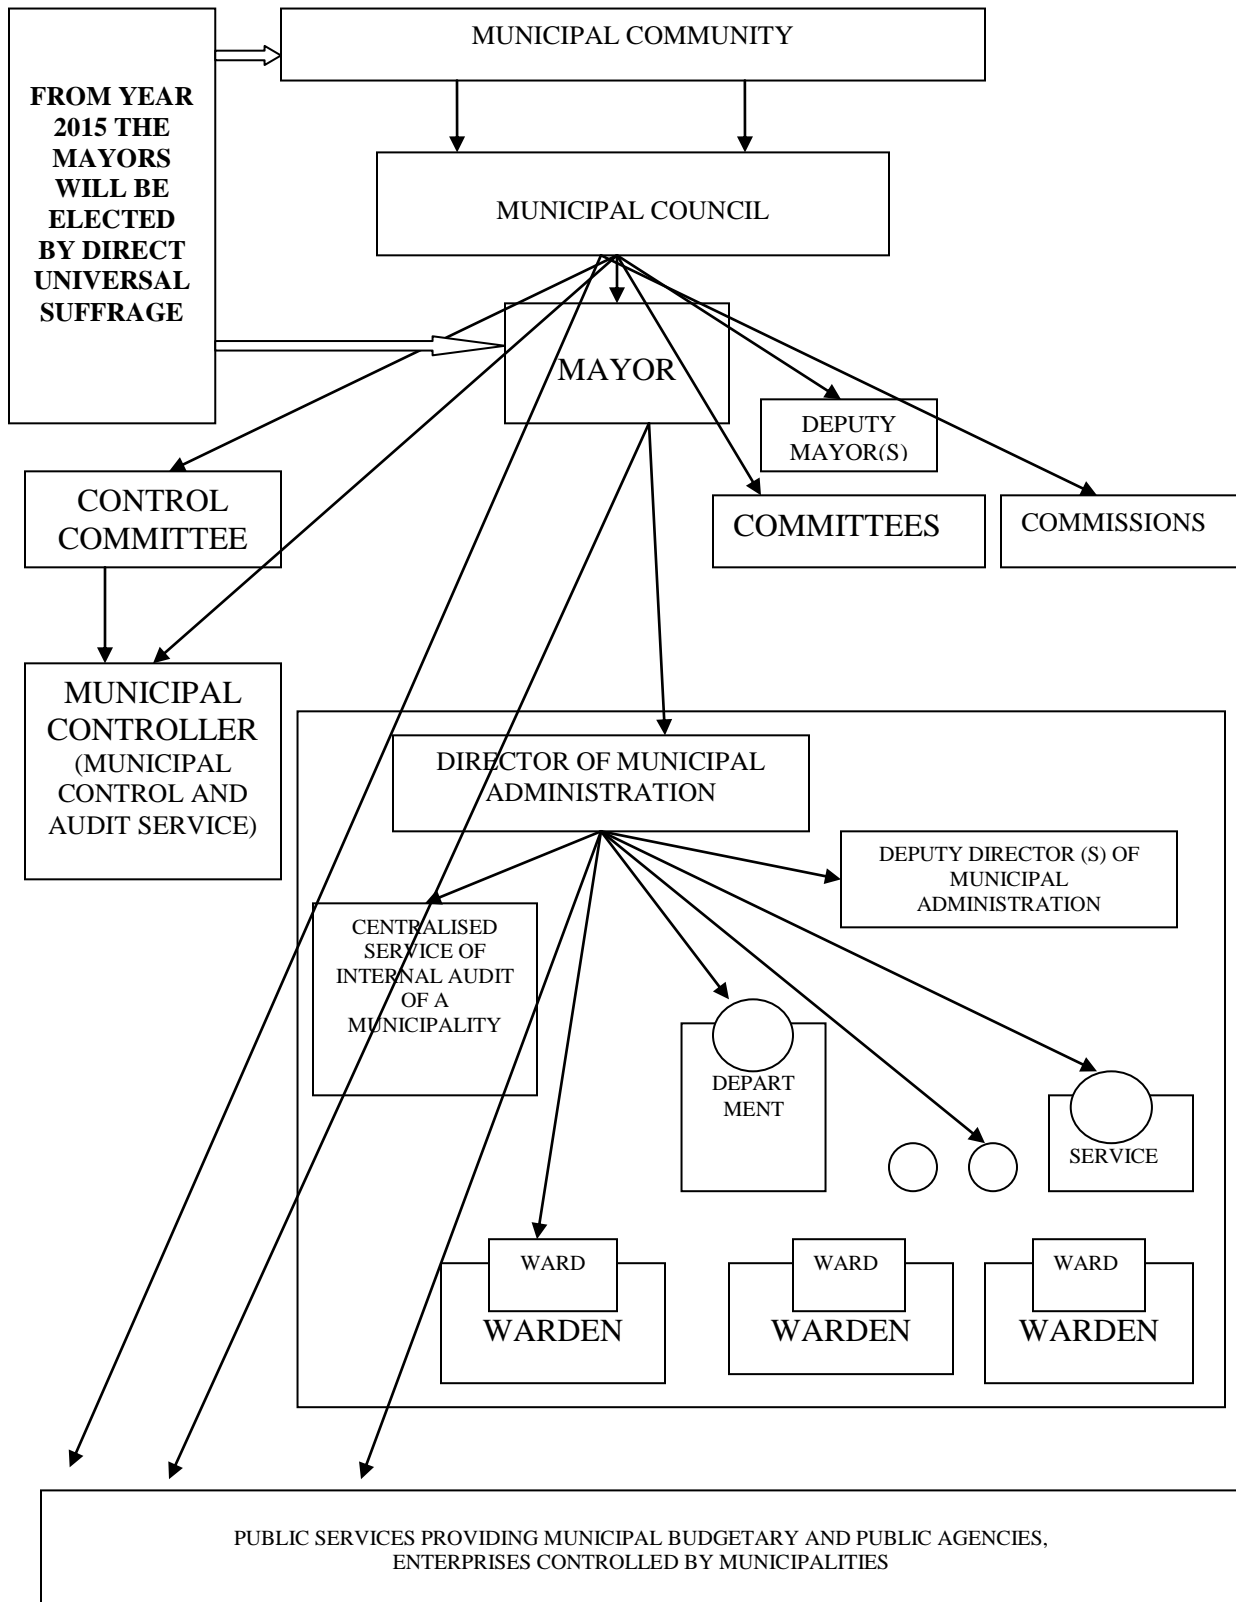 MUNICIPAL COMMUNITY
FROM YEAR
2015 THE
MAYORS
WILL BE
ELECTED
BY DIRECT
UNIVERSAL
SUFFRAGE
MUNICIPAL COUNCIL
MAYOR
DEPUTY
MAYOR(S)
CONTROL
COMMITTEE
COMMITTEES
COMMISSIONS
MUNICIPAL
CONTROLLER
(MUNICIPAL
CONTROL AND
AUDIT SERVICE)
DIRECTOR OF MUNICIPAL
ADMINISTRATION
DEPUTY DIRECTOR (S) OF
MUNICIPAL
ADMINISTRATION
CENTRALISED
SERVICE OF
INTERNAL AUDIT
OF A
MUNICIPALITY
DEPART
MENT
SERVICE
WARD
WARDEN
WARD
WARDEN
WARD
WARDEN
PUBLIC SERVICES PROVIDING MUNICIPAL BUDGETARY AND PUBLIC AGENCIES,
ENTERPRISES CONTROLLED BY MUNICIPALITIES